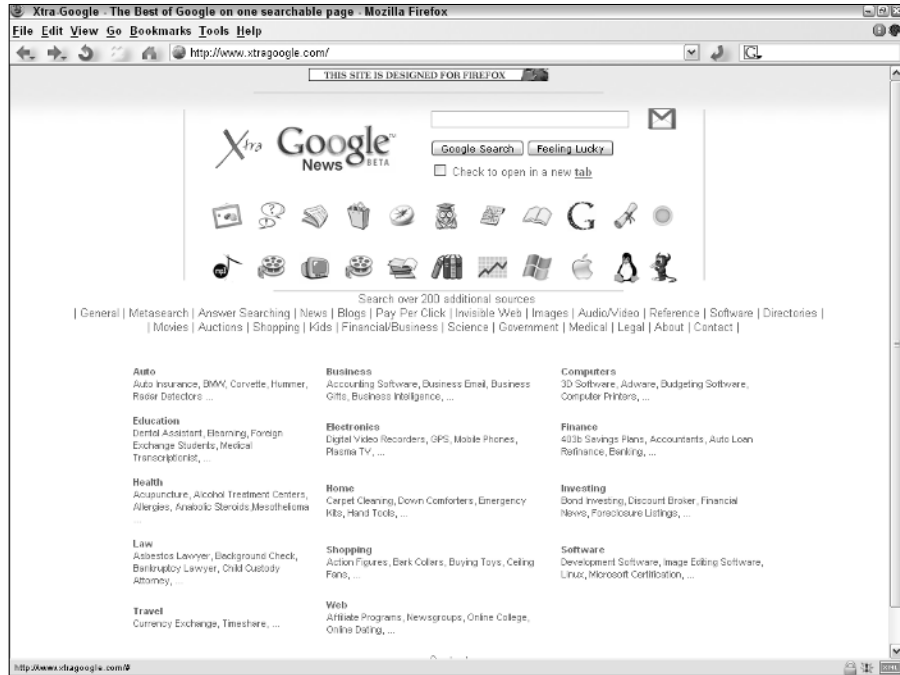 Xtra Google - The Best of Google on one searchable page - Mozilla Firefox
File Edit View Go Bookmarks Tools Help
http://www.xtragoogle.com/
G
THIS SITE IS DESIGNED FOR FIREFOX
Xtra Google™
News BETA
Google Search Feeling Lucky
Check to open in a new tab
G
mp3
Search over 200 additional sources
| General | Metasearch | Answer Searching | News | Blogs | Pay Per Click | Invisible Web | Images | Audio/Video | Reference | Software | Directories |
| Movies | Auctions | Shopping | Kids | Financial/Business | Science | Government | Medical | Legal | About | Contact |
Auto
Auto Insurance, BMW, Corvette, Hummer,
Radar Detectors ...
Business
Accounting Software, Business Email, Business
Gifts, Business Intelligence, ...
Computers
3D Software, Adware, Budgeting Software,
Computer Printers, ...
Education
Dental Assistant, Elearning, Foreign
Exchange Students, Medical
Transcriptionist, ...
Electronics
Digital Video Recorders, GPS, Mobile Phones,
Plasma TV, ...
Finance
403b Savings Plans, Accountants, Auto Loan
Refinance, Banking, ...
Health
Acupuncture, Alcohol Treatment Centers,
Allergies, Anabolic Steroids,Mesothelioma
...
Home
Carpet Cleaning, Down Comforters, Emergency
Kits, Hand Tools, ...
Investing
Bond Investing, Discount Broker, Financial
News, Foreclosure Listings, ...
Law
Asbestos Lawyer, Background Check,
Bankruptcy Lawyer, Child Custody
Attorney, ...
Shopping
Action Figures, Bark Collars, Buying Toys, Ceiling
Fans, ...
Software
Development Software, Image Editing Software,
Linux, Microsoft Certification, ...
Travel
Currency Exchange, Timeshare, ...
Web
Affiliate Programs, Newsgroups, Online College,
Online Dating, ...
http://www.xtragoogle.com/#
XML